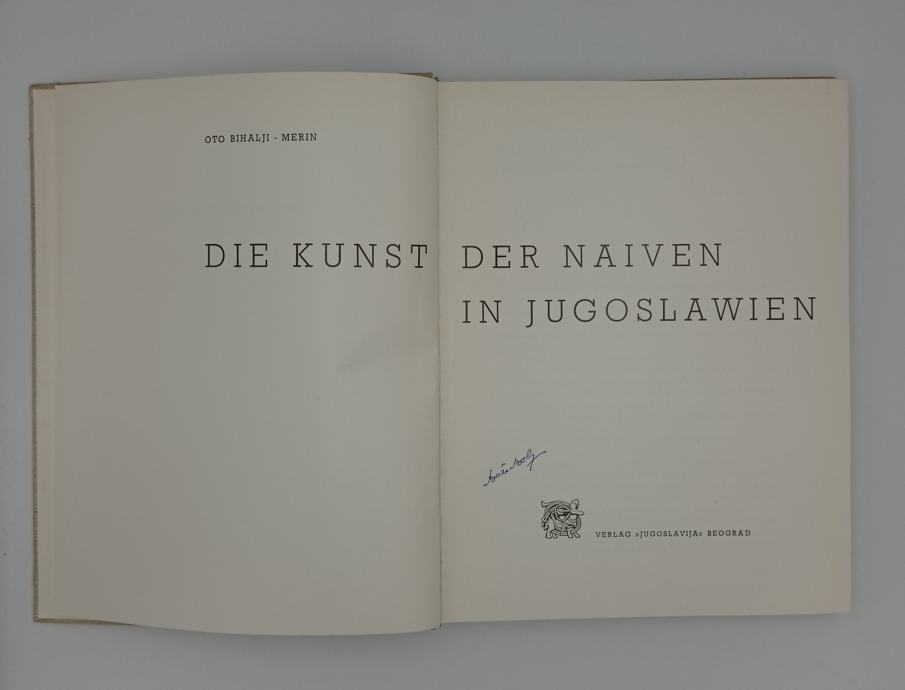 OTO BIHALJI - MERIN
DIE KUNST DER NAIVEN
IN JUGOSLAWIEN
VERLAG »JUGOSLAVIJA« BEOGRAD